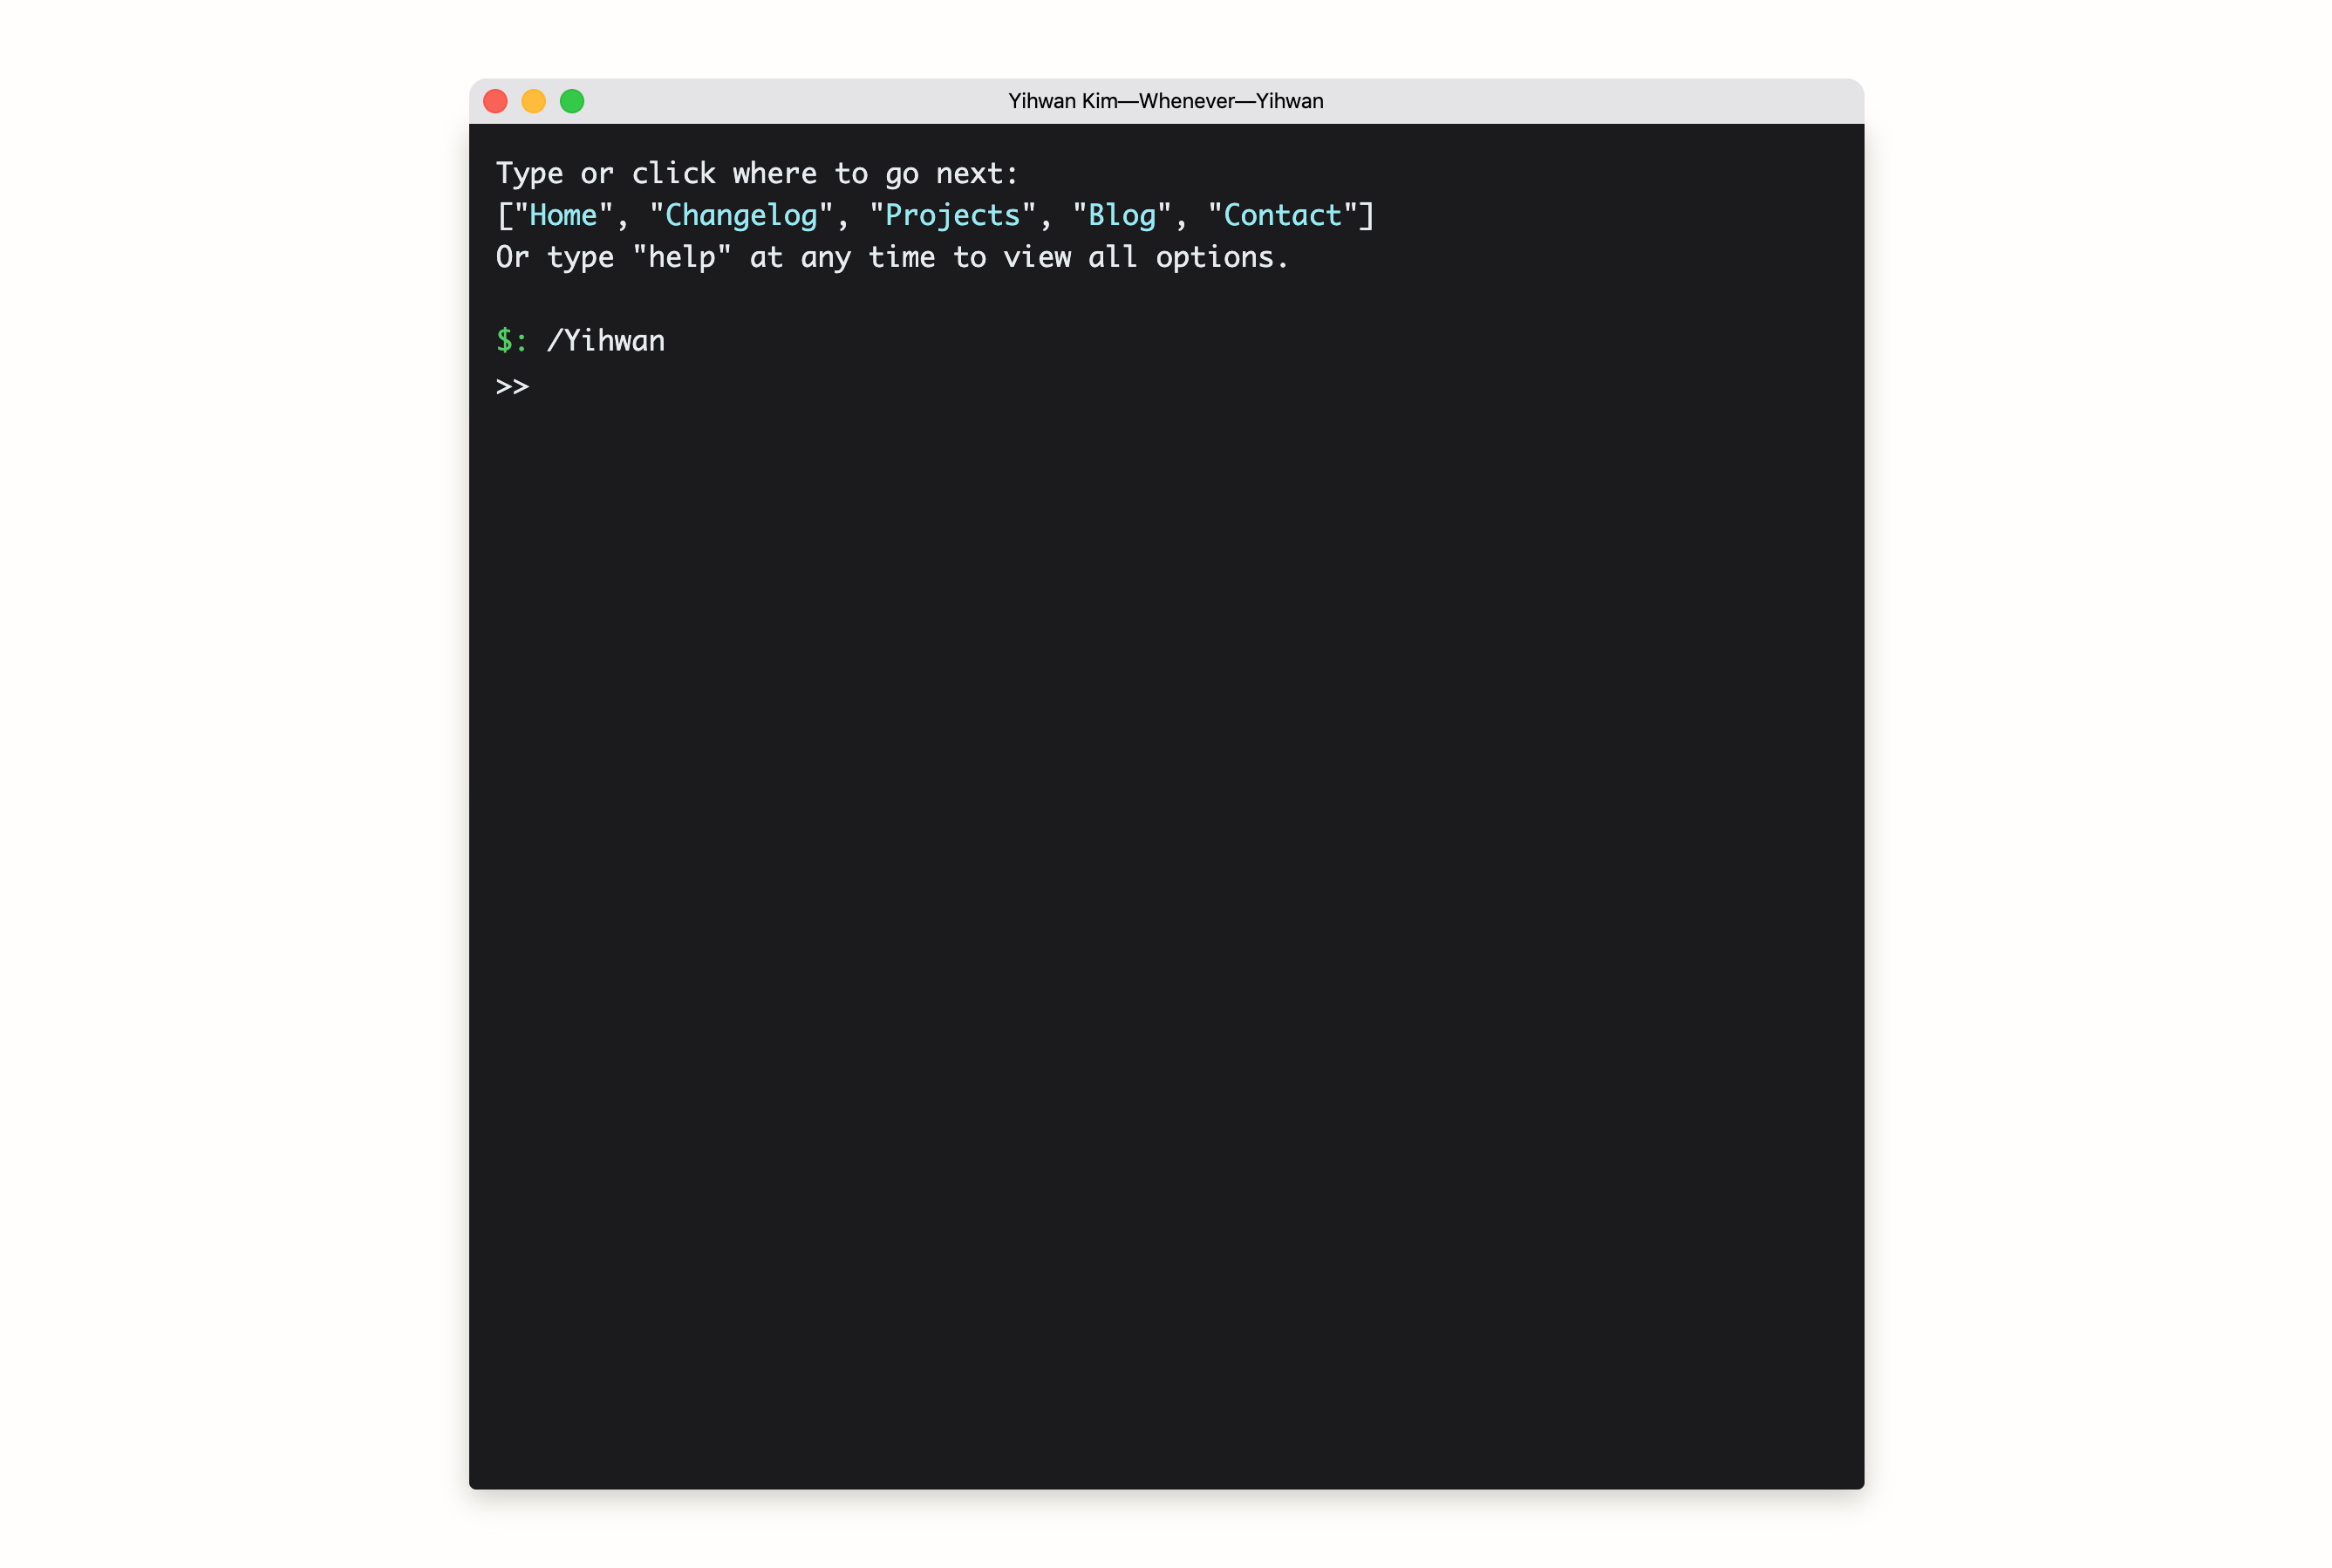 Yihwan Kim—Whenever—Yihwan
Type or click where to go next:
["Home", "Changelog", "Projects", "Blog", "Contact"]
Or type "help" at any time to view all options.
$: /Yihwan
>>